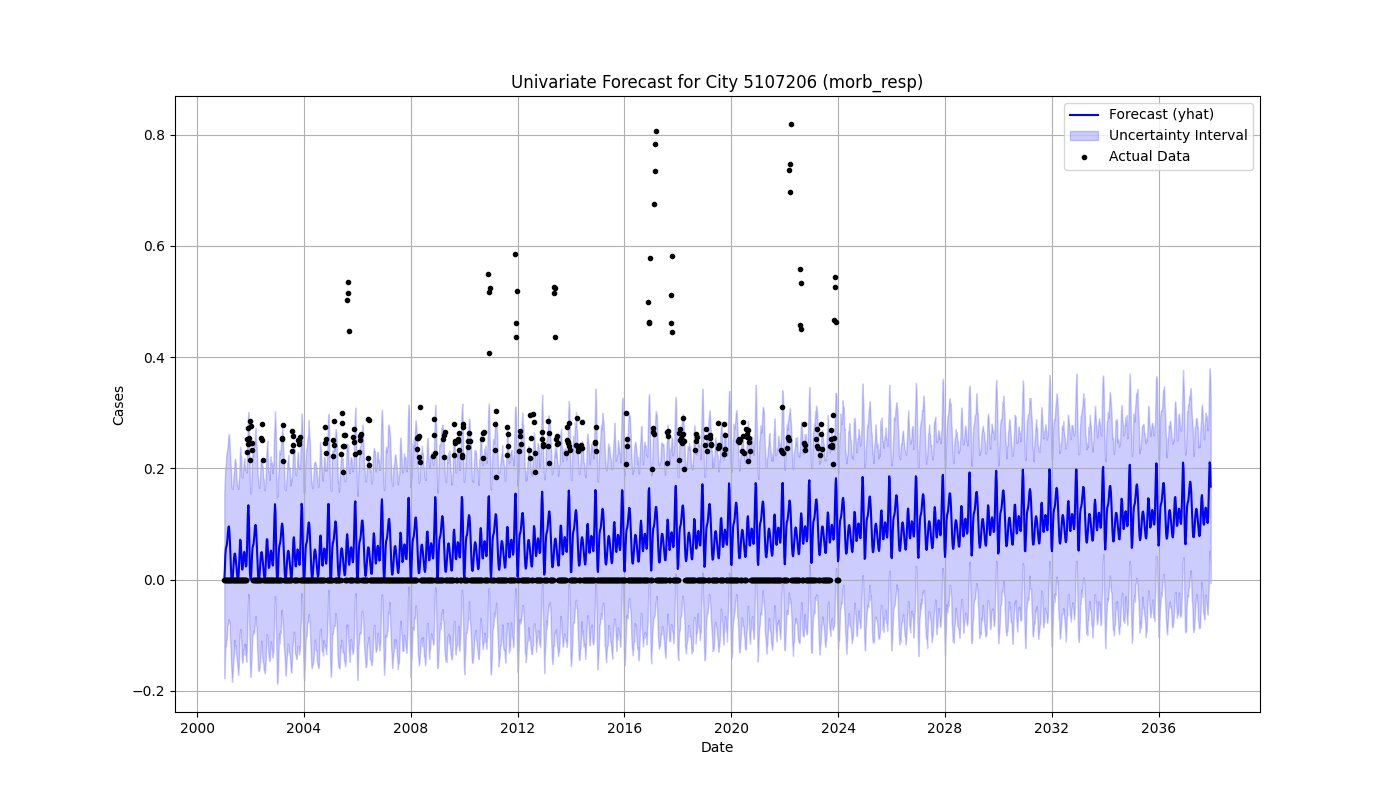 Univariate Forecast for City 5107206 (morb_resp)
Forecast (yhat)
Uncertainty Interval
Actual Data
Cases
0.8
0.6
0.4
0.2
0.0
−0.2
2000 2004 2008 2012 2016 2020 2024 2028 2032 2036
Date